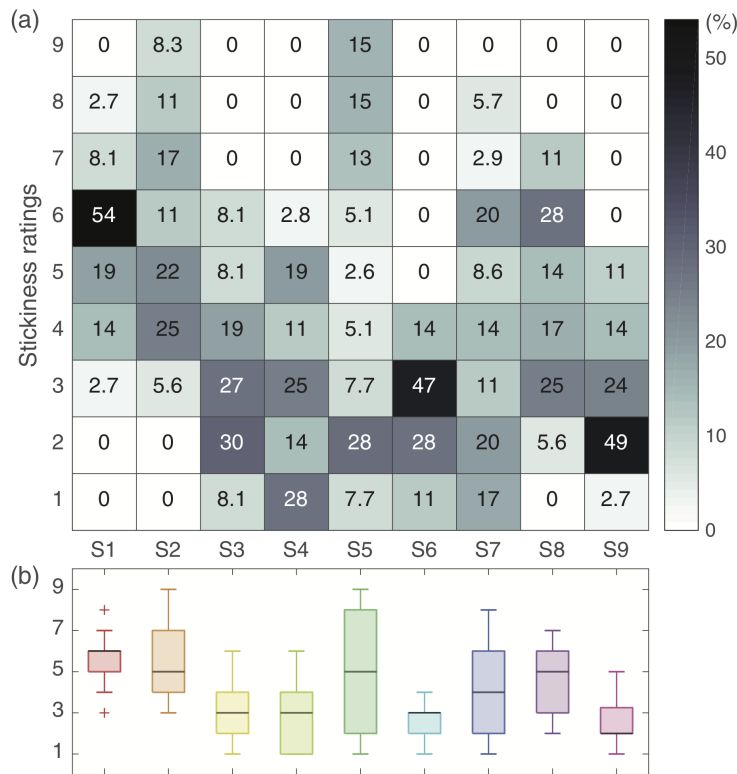 (a)
(%)
9 0 8.3 0 0 15 0 0 0 0
50
8 2.7 11 0 0 15 0 5.7 0 0
7 8.1 17 0 0 13 0 2.9 11 0
40
6 54 11 8.1 2.8 5.1 0 20 28 0
30
Stickiness ratings
5 19 22 8.1 19 2.6 0 8.6 14 11
4 14 25 19 11 5.1 14 14 17 14
20
3 2.7 5.6 27 25 7.7 47 11 25 24
2 0 0 30 14 28 28 20 5.6 49
10
1 0 0 8.1 28 7.7 11 17 0 2.7
0
S1 S2 S3 S4 S5 S6 S7 S8 S9
(b)
9
7
5
3
1